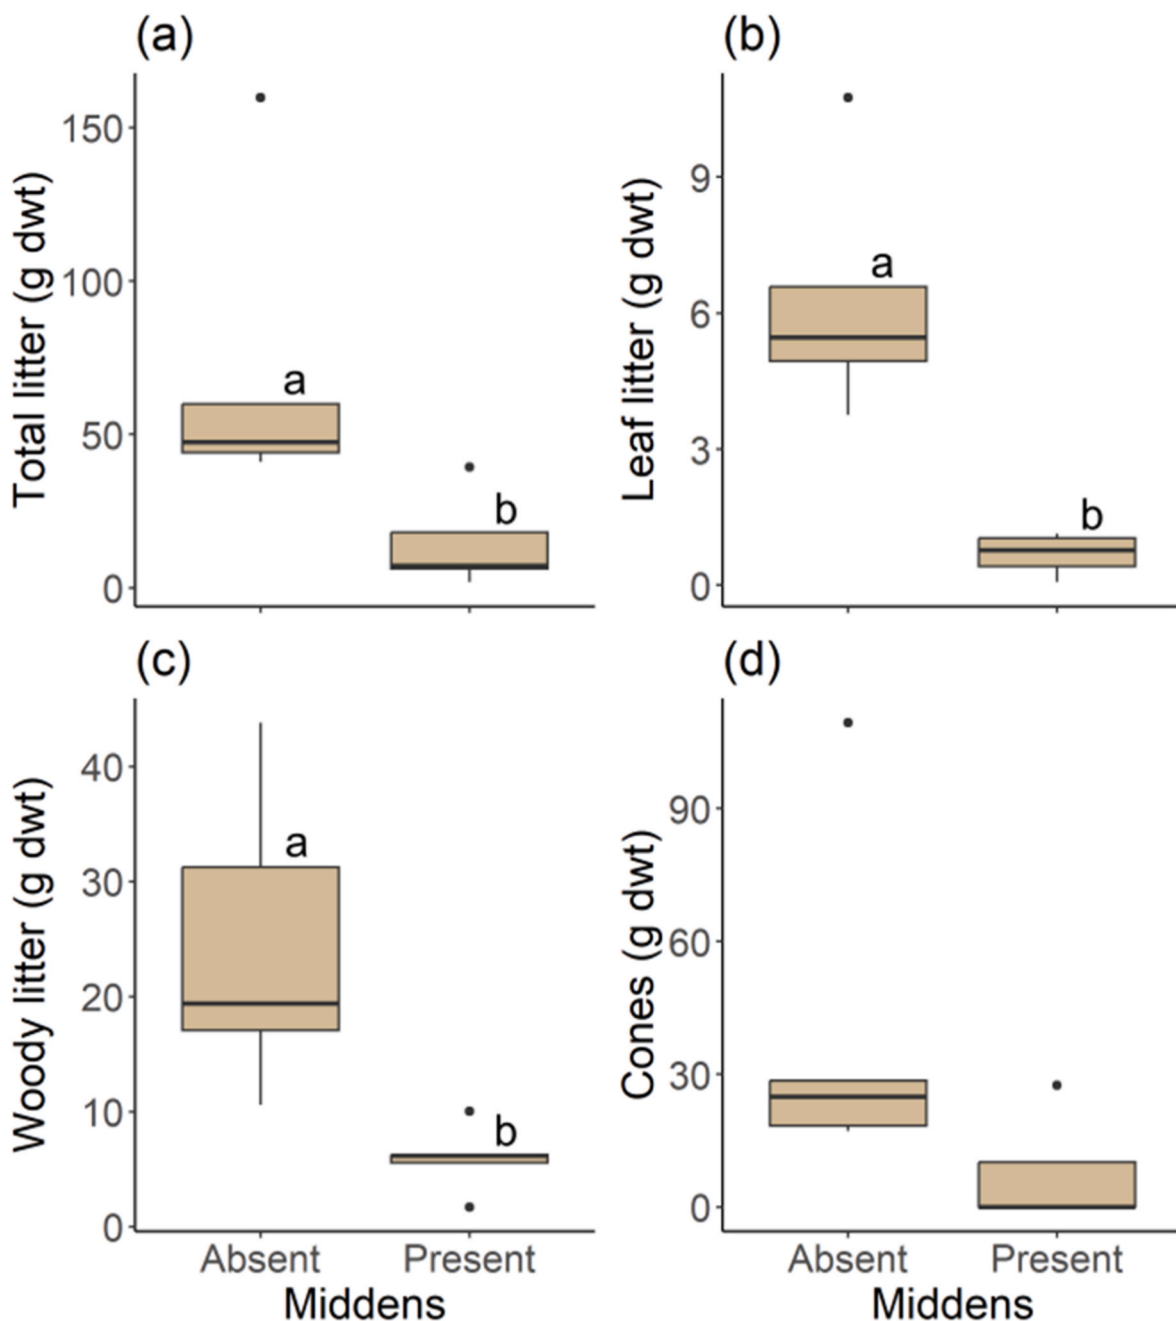 (a)
Total litter (g dwt)
150
100
50
0
a
b
(b)
Leaf litter (g dwt)
9
6
3
0
a
b
(c)
Woody litter (g dwt)
40
30
20
10
0
a
b
Absent
Present
Middens
(d)
Cones (g dwt)
90
60
30
0
Absent
Present
Middens